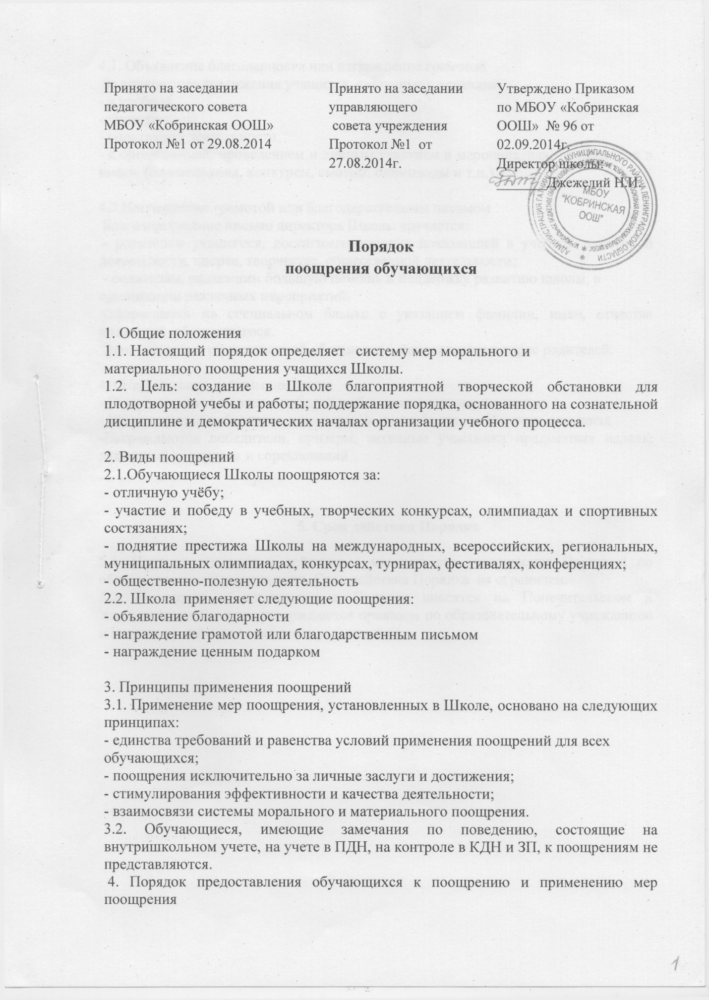 Принято на заседании
педагогического совета
МБОУ «Кобринская ООШ»
Протокол №1 от 29.08.2014
Принято на заседании
управляющего
совета учреждения
Протокол №1 от
27.08.2014г.
Утверждено Приказом
по МБОУ «Кобринская
ООШ» № 96 от
02.09.2014г.
Директор школы:
________Джежелий Н.И.
АДМИНИСТРАЦИЯ ГАТЧИНСКОГО МУНИЦИПАЛЬНОГО РАЙОНА ЛЕНИНГРАДСКОЙ ОБЛАСТИ
МБОУ
"КОБРИНСКАЯ
ООШ"
Порядок
поощрения обучающихся
1. Общие положения
1.1. Настоящий порядок определяет систему мер морального и
материального поощрения учащихся Школы.
1.2. Цель: создание в Школе благоприятной творческой обстановки для
плодотворной учебы и работы; поддержание порядка, основанного на сознательной
дисциплине и демократических началах организации учебного процесса.
2. Виды поощрений
2.1.Обучающиеся Школы поощряются за:
- отличную учёбу;
- участие и победу в учебных, творческих конкурсах, олимпиадах и спортивных
состязаниях;
- поднятие престижа Школы на международных, всероссийских, региональных,
муниципальных олимпиадах, конкурсах, турнирах, фестивалях, конференциях;
- общественно-полезную деятельность
2.2. Школа применяет следующие поощрения:
- объявление благодарности
- награждение грамотой или благодарственным письмом
- награждение ценным подарком
3. Принципы применения поощрений
3.1. Применение мер поощрения, установленных в Школе, основано на следующих
принципах:
- единства требований и равенства условий применения поощрений для всех
обучающихся;
- поощрения исключительно за личные заслуги и достижения;
- стимулирования эффективности и качества деятельности;
- взаимосвязи системы морального и материального поощрения.
3.2. Обучающиеся, имеющие замечания по поведению, состоящие на
внутришкольном учете, на учете в ПДН, на контроле в КДН и ЗП, к поощрениям не
представляются.
4. Порядок предоставления обучающихся к поощрению и применению мер
поощрения
1